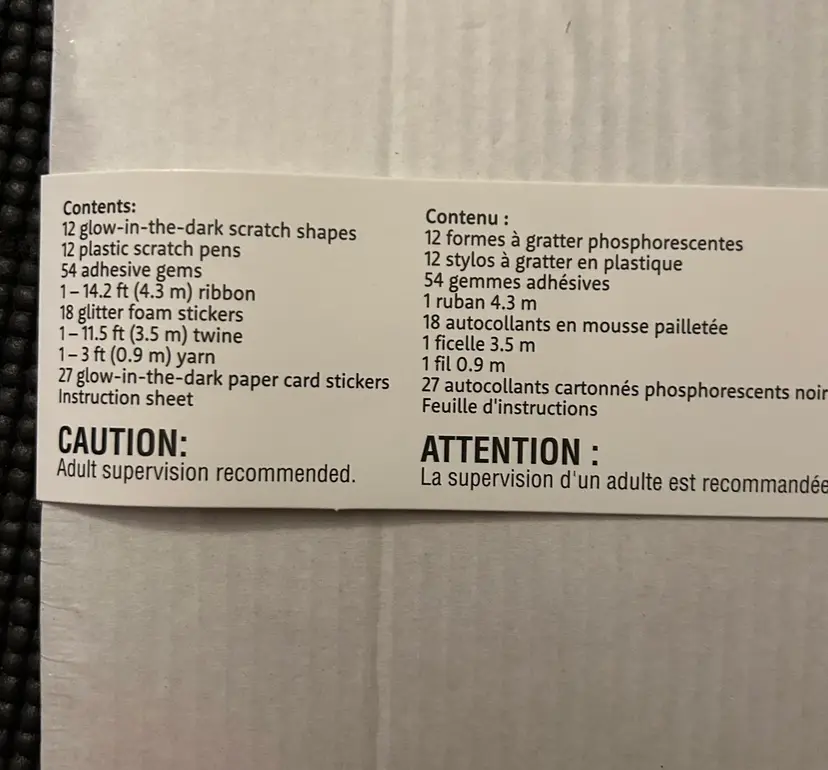 Contents:
12 glow-in-the-dark scratch shapes
12 plastic scratch pens
54 adhesive gems
1–14.2 ft (4.3 m) ribbon
18 glitter foam stickers
1–11.5 ft (3.5 m) twine
1–3 ft (0.9 m) yarn
27 glow-in-the-dark paper card stickers
Instruction sheet
CAUTION:
Adult supervision recommended.
Contenu :
12 formes à gratter phosphorescentes
12 stylos à gratter en plastique
54 gemmes adhésives
1 ruban 4.3 m
18 autocollants en mousse pailletée
1 ficelle 3.5 m
1 fil 0.9 m
27 autocollants cartonnés phosphorescents noir
Feuille d'instructions
ATTENTION :
La supervision d'un adulte est recommandée